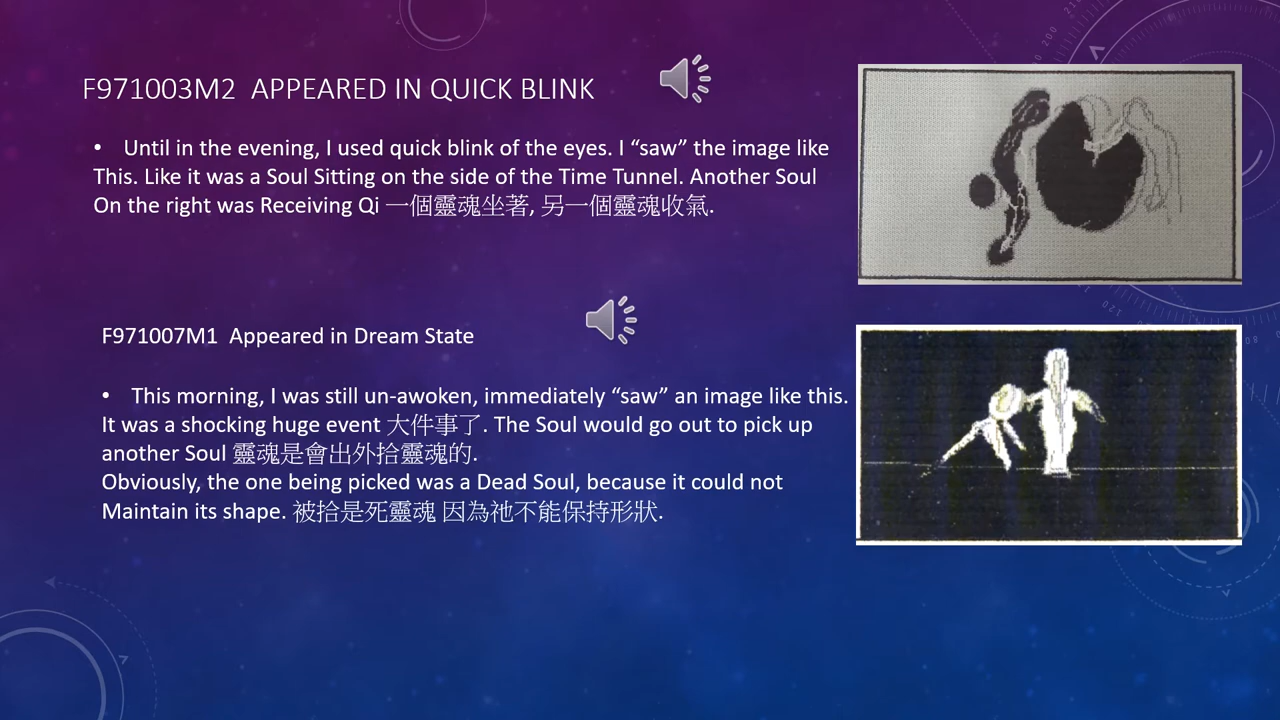 F971003M2 APPEARED IN QUICK BLINK
• Until in the evening, I used quick blink of the eyes. I “saw” the image like
This. Like it was a Soul Sitting on the side of the Time Tunnel. Another Soul
On the right was Receiving Qi 一個靈魂坐著, 另一個靈魂收氣.
F971007M1 Appeared in Dream State
• This morning, I was still un-awoken, immediately “saw” an image like this.
It was a shocking huge event 大件事了. The Soul would go out to pick up
another Soul 靈魂是會出外拾靈魂的.
Obviously, the one being picked was a Dead Soul, because it could not
Maintain its shape. 被拾是死靈魂 因為祂不能保持形狀.
200